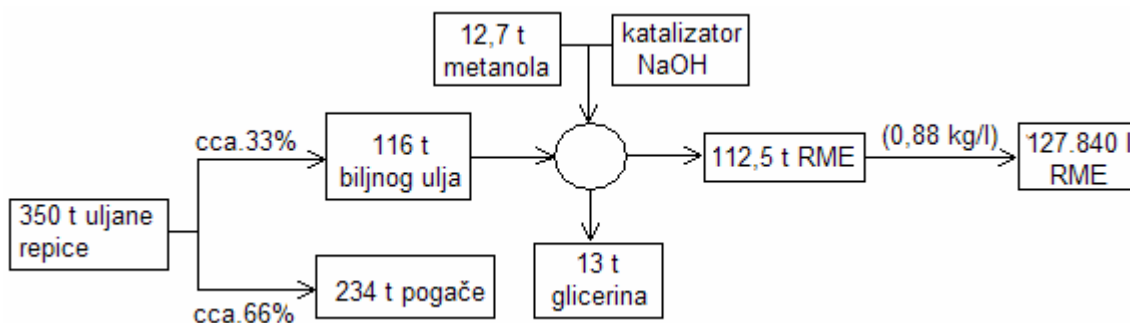 12,7 t
metanola
katalizator
NaOH
cca.33%
116 t
biljnog ulja
112,5 t RME
(0,88 kg/l)
127.840 l
RME
350 t uljane
repice
cca.66%
234 t pogače
13 t
glicerina